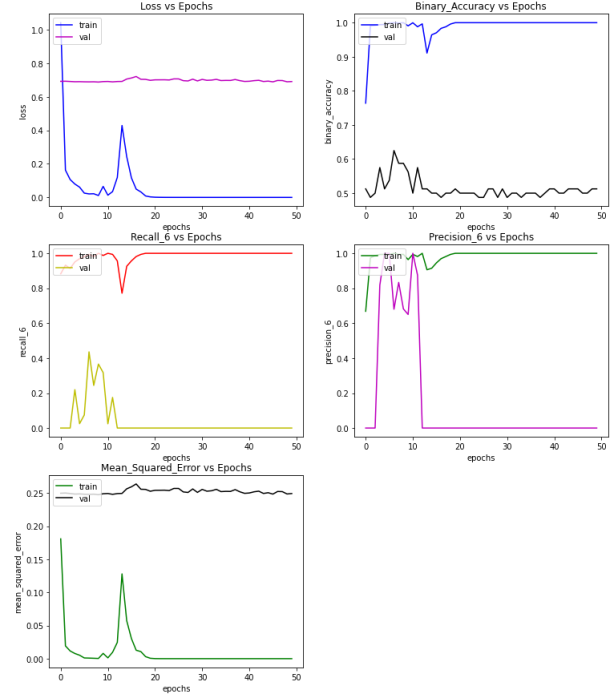 Loss vs Epochs
train
val
1.0
0.8
0.6
0.4
0.2
0.0
loss
0
10
20
30
40
50
epochs
Binary_Accuracy vs Epochs
train
val
1.0
0.9
0.8
0.7
0.6
0.5
binary_accuracy
0
10
20
30
40
50
epochs
Recall_6 vs Epochs
train
val
1.0
0.8
0.6
0.4
0.2
0.0
recall_6
0
10
20
30
40
50
epochs
Precision_6 vs Epochs
train
val
1.0
0.8
0.6
0.4
0.2
0.0
precision_6
0
10
20
30
40
50
epochs
Mean_Squared_Error vs Epochs
train
val
0.25
0.20
0.15
0.10
0.05
0.00
mean_squared_error
0
10
20
30
40
50
epochs